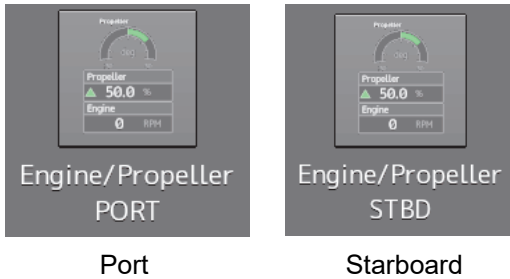 Propeller
Propeller
50.0 %
Engine
0 RPM
Engine/Propeller
PORT
Port
Propeller
Propeller
50.0 %
Engine
0 RPM
Engine/Propeller
STBD
Starboard